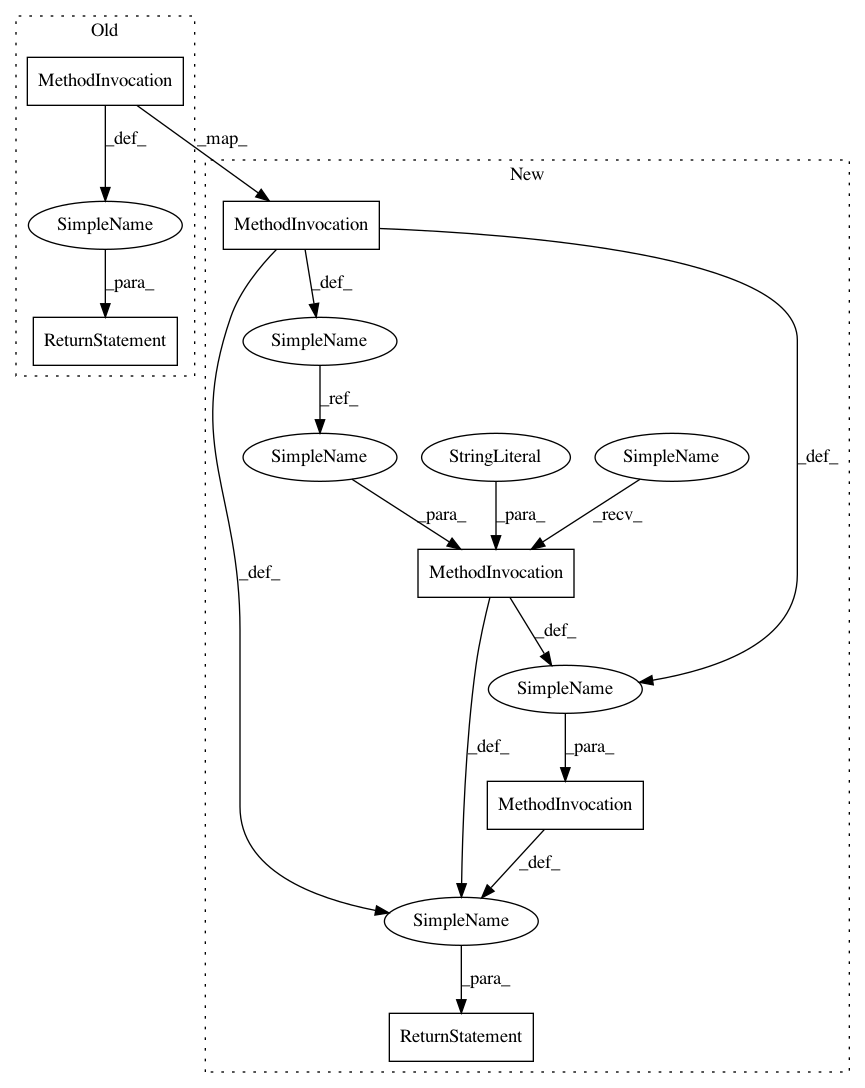 Old
MethodInvocation
_def_
_map_
New
MethodInvocation
SimpleName
_para_
_def_
ReturnStatement
SimpleName
_ref_
SimpleName
StringLiteral
SimpleName
_def_
_para_
_para_
_recv_
_def_
MethodInvocation
_def_
SimpleName
_def_
_para_
MethodInvocation
_def_
SimpleName
_para_
ReturnStatement